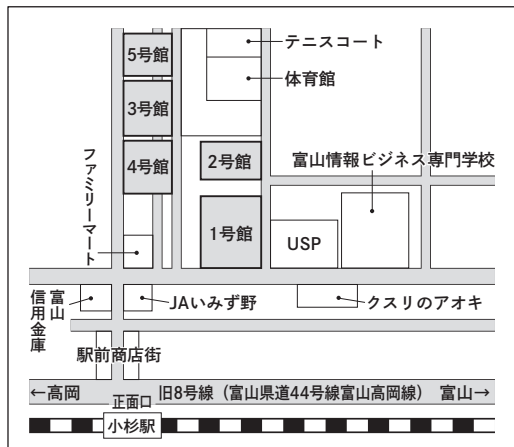 5号館
テニスコート
体育館
3号館
4号館
2号館
富山情報ビジネス専門学校
ファミリーマート
1号館
USP
富山
信用金庫
JAいみず野
クスリのアオキ
駅前商店街
←高岡
旧8号線（富山県道44号線富山高岡線）
富山→
正面口
小杉駅